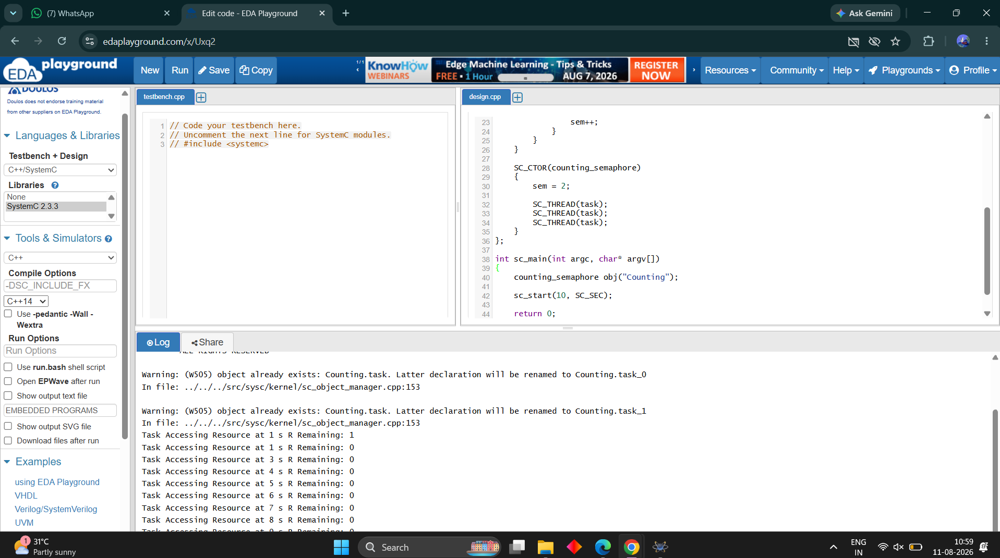 (7) WhatsApp
Edit code - EDA Playground
Ask Gemini
edaplayground.com/x/Uxq2
EDA playground
New
Run
Save
Copy
1/1
KNOWHOW
WEBINARS
Edge Machine Learning - Tips & Tricks
FREE • 1 Hour
AUG 7, 2026
REGISTER
NOW
Resources
Community
Help
Playgrounds
Profile
DOULOS
Doulos does not endorse training material
from other suppliers on EDA Playground.
Languages & Libraries
Testbench + Design
C++/SystemC
Libraries
None
SystemC 2.3.3
Tools & Simulators
C++
Compile Options
-DSC_INCLUDE_FX
C++14
Use -pedantic -Wall -
Wextra
Run Options
Run Options
Use run.bash shell script
Open EPWave after run
Show output text file
EMBEDDED PROGRAMS
Show output SVG file
Download files after run
Examples
using EDA Playground
VHDL
Verilog/SystemVerilog
UVM
testbench.cpp
1 // Code your testbench here.
2 // Uncomment the next line for SystemC modules.
3 // #include <systemc>
design.cpp
23 sem++;
24 }
25 }
26 }
27
28 SC_CTOR(counting_semaphore)
29 {
30 sem = 2;
31
32 SC_THREAD(task);
33 SC_THREAD(task);
34 SC_THREAD(task);
35 }
36 };
37
38 int sc_main(int argc, char* argv[])
39 {
40 counting_semaphore obj("Counting");
41
42 sc_start(10, SC_SEC);
43
44 return 0;
Log
Share
ALL RIGHTS RESERVED
Warning: (W505) object already exists: Counting.task. Latter declaration will be renamed to Counting.task_0
In file: ../../../src/sysc/kernel/sc_object_manager.cpp:153
Warning: (W505) object already exists: Counting.task. Latter declaration will be renamed to Counting.task_1
In file: ../../../src/sysc/kernel/sc_object_manager.cpp:153
Task Accessing Resource at 1 s R Remaining: 1
Task Accessing Resource at 1 s R Remaining: 0
Task Accessing Resource at 3 s R Remaining: 0
Task Accessing Resource at 4 s R Remaining: 0
Task Accessing Resource at 5 s R Remaining: 0
Task Accessing Resource at 6 s R Remaining: 0
Task Accessing Resource at 7 s R Remaining: 0
Task Accessing Resource at 8 s R Remaining: 0
Task Accessing Resource at 9 s R Remaining: 0
1
31°C
Partly sunny
Search
ENG
IN
10:59
11-08-2026